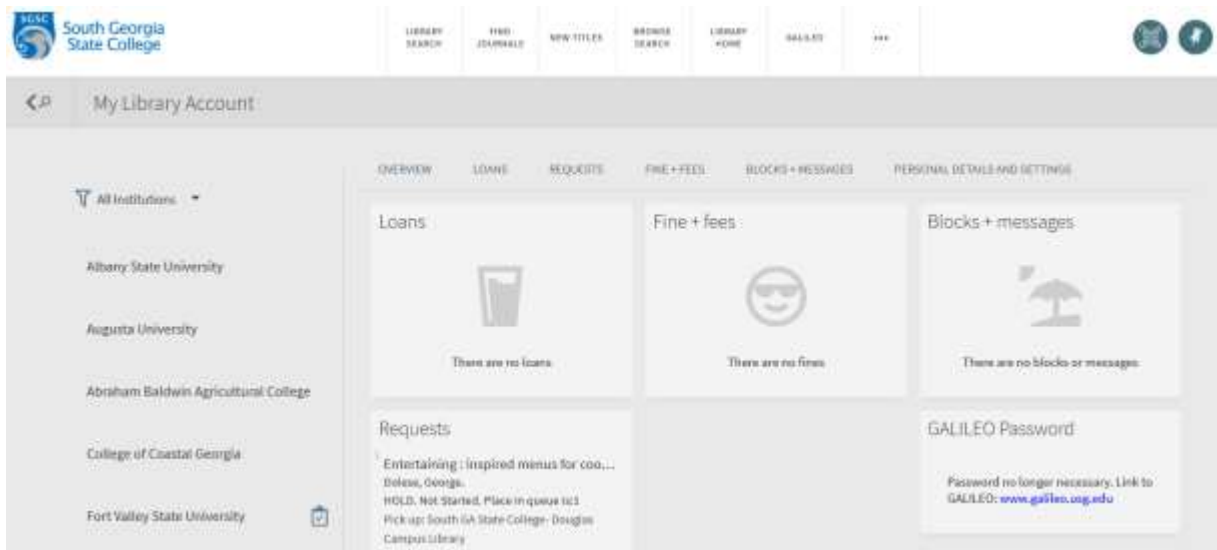 SGSC
South Georgia
State College
LIBRARY
SEARCH
FIND
JOURNALS
NEW TITLES
BROWSE
SEARCH
LIBRARY
HOME
GALILEO
•••
My Library Account
All Institutions
Albany State University
Augusta University
Abraham Baldwin Agricultural College
College of Coastal Georgia
Fort Valley State University
OVERVIEW LOANS REQUESTS FINE + FEES BLOCKS + MESSAGES PERSONAL DETAILS AND SETTINGS
Loans
There are no loans
Fine + fees
There are no fines
Blocks + messages
There are no blocks or messages
Requests
Entertaining : inspired menus for coo,...
Dolese, George.
HOLD. Not Started. Place in queue is:1
Pick up: South GA State College- Douglas
Campus Library
GALILEO Password
Password no longer necessary. Link to
GALILEO: www.galileo.usg.edu